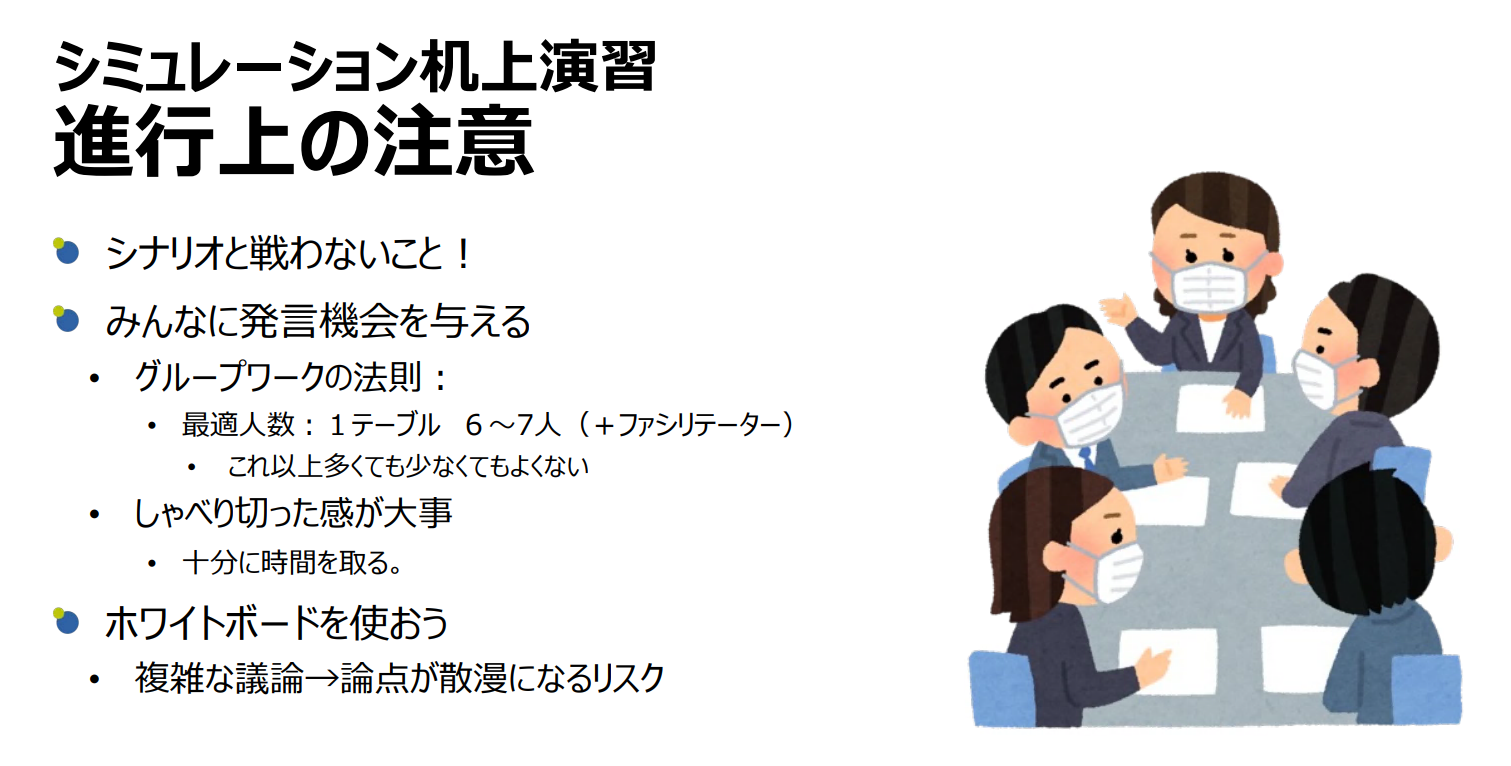 シミュレーション机上演習
進行上の注意
シナリオと戦わないこと！
みんなに発言機会を与える
• グループワークの法則：
• 最適人数：１テーブル　６～7人（＋ファシリテーター）
• これ以上多くても少なくてもよくない
• しゃべり切った感が大事
• 十分に時間を取る。
ホワイトボードを使おう
• 複雑な議論→論点が散漫になるリスク